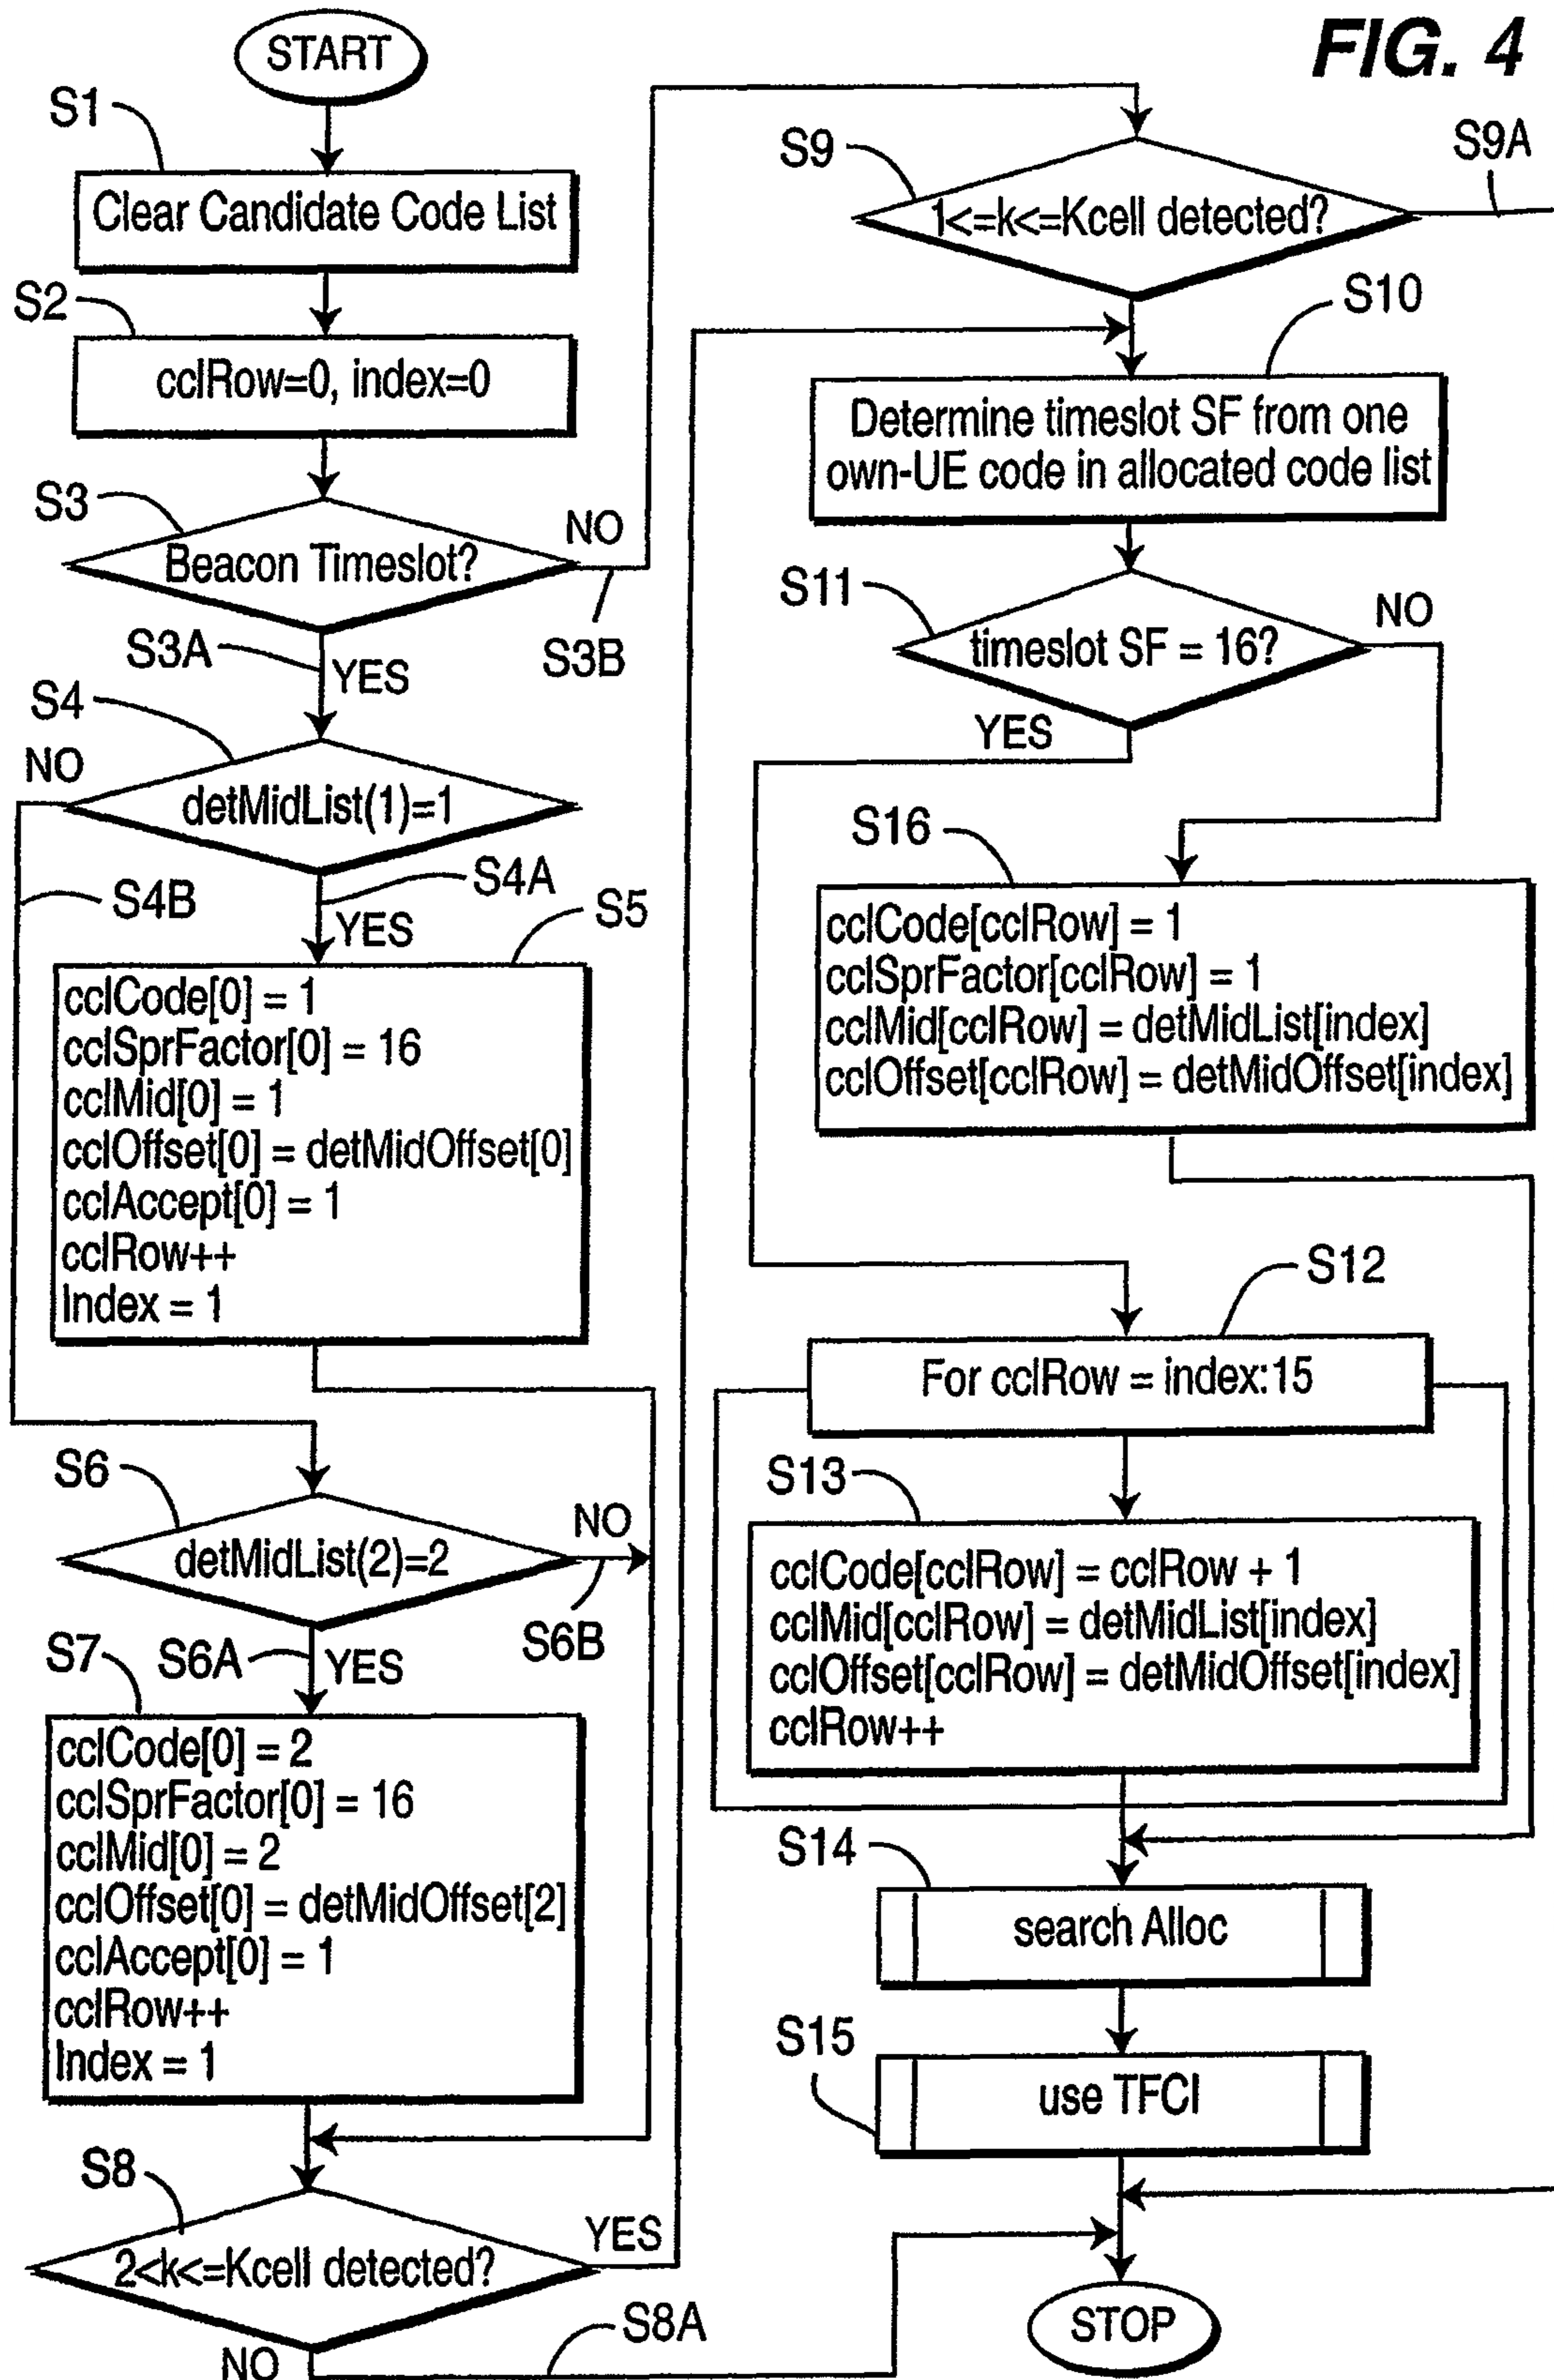 FIG. 4
START
S1
Clear Candidate Code List
S2
cclRow=0, index=0
S3
Beacon Timeslot?
NO
S3B
S3A
YES
S4
NO
detMidList(1)=1
S4B
S4A
YES
S5
cclCode[0] = 1
cclSprFactor[0] = 16
cclMid[0] = 1
cclOffset[0] = detMidOffset[0]
cclAccept[0] = 1
cclRow++
Index = 1
S6
detMidList(2)=2
NO
S6B
S6A
YES
S7
cclCode[0] = 2
cclSprFactor[0] = 16
cclMid[0] = 2
cclOffset[0] = detMidOffset[2]
cclAccept[0] = 1
cclRow++
Index = 1
S8
2<k<=Kcell detected?
YES
NO
S8A
S9
1<=k<=Kcell detected?
S9A
S10
Determine timeslot SF from one
own-UE code in allocated code list
S11
timeslot SF = 16?
NO
YES
S16
cclCode[cclRow] = 1
cclSprFactor[cclRow] = 1
cclMid[cclRow] = detMidList[index]
cclOffset[cclRow] = detMidOffset[index]
S12
For cclRow = index:15
S13
cclCode[cclRow] = cclRow + 1
cclMid[cclRow] = detMidList[index]
cclOffset[cclRow] = detMidOffset[index]
cclRow++
S14
search Alloc
S15
use TFCI
STOP